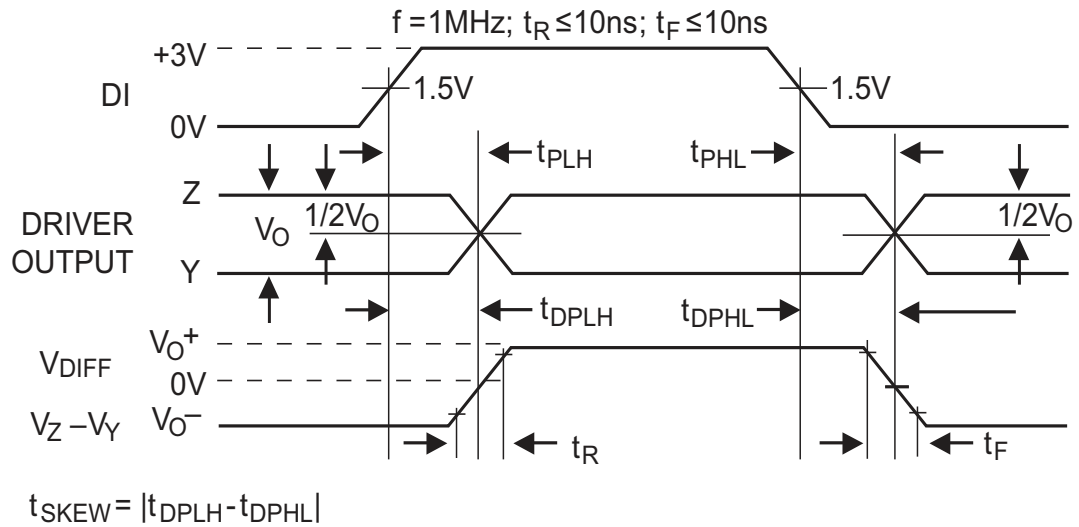 f = 1MHz; tR ≤ 10ns; tF ≤ 10ns
+3V
DI
1.5V
1.5V
0V
tPLH
tPHL
Z
DRIVER
OUTPUT
VO
1/2VO
1/2VO
Y
tDPLH
tDPHL
VO+
VDIFF
0V
VZ – VY
VO–
tR
tF
tSKEW = |tDPLH - tDPHL|